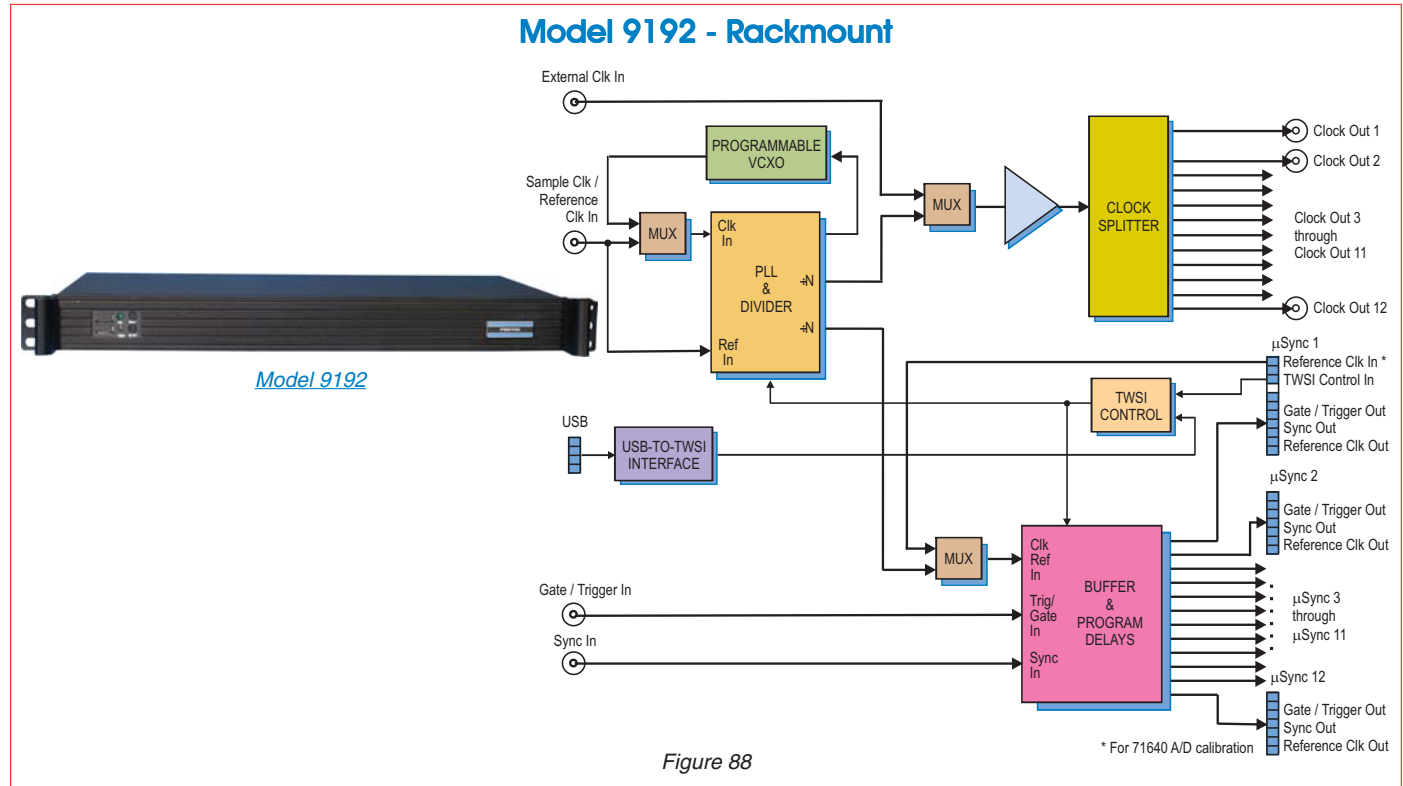 Model 9192 - Rackmount
External Clk In
PROGRAMMABLE
VCXO
Sample Clk /
Reference
Clk In
MUX
Clk
In
PLL
&
DIVIDER
÷N
÷N
Ref
In
MUX
CLOCK
SPLITTER
Clock Out 1
Clock Out 2
Clock Out 3
through
Clock Out 11
Clock Out 12
Model 9192
USB
USB-TO-TWSI
INTERFACE
TWSI
CONTROL
μSync 1
Reference Clk In *
TWSI Control In
Gate / Trigger Out
Sync Out
Reference Clk Out
μSync 2
Gate / Trigger Out
Sync Out
Reference Clk Out
MUX
Clk
Ref
In
Trig/
Gate
In
Sync
In
BUFFER
&
PROGRAM
DELAYS
Gate / Trigger In
Sync In
μSync 3
through
μSync 11
μSync 12
Gate / Trigger Out
Sync Out
Reference Clk Out
* For 71640 A/D calibration
Figure 88